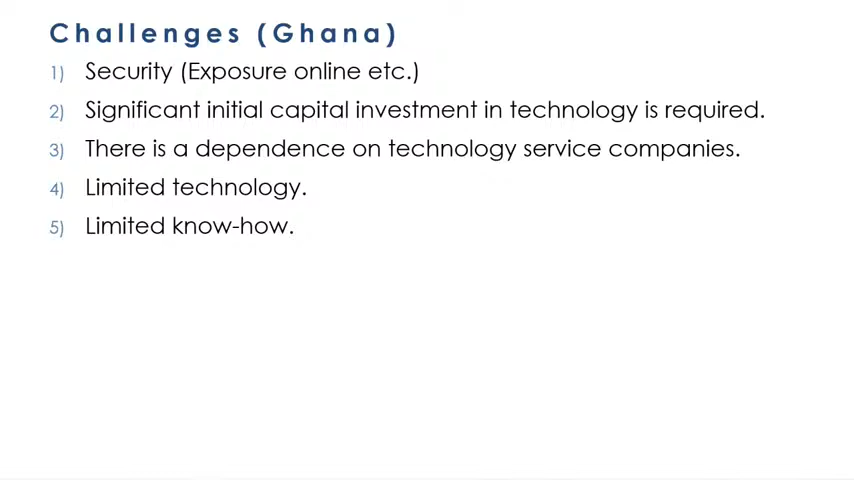 Challenges (Ghana)
1) Security (Exposure online etc.)
2) Significant initial capital investment in technology is required.
3) There is a dependence on technology service companies.
4) Limited technology.
5) Limited know-how.